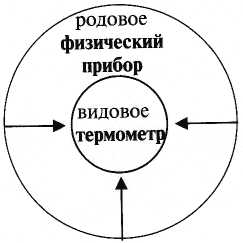 родовое
физический
прибор
видовое
термометр